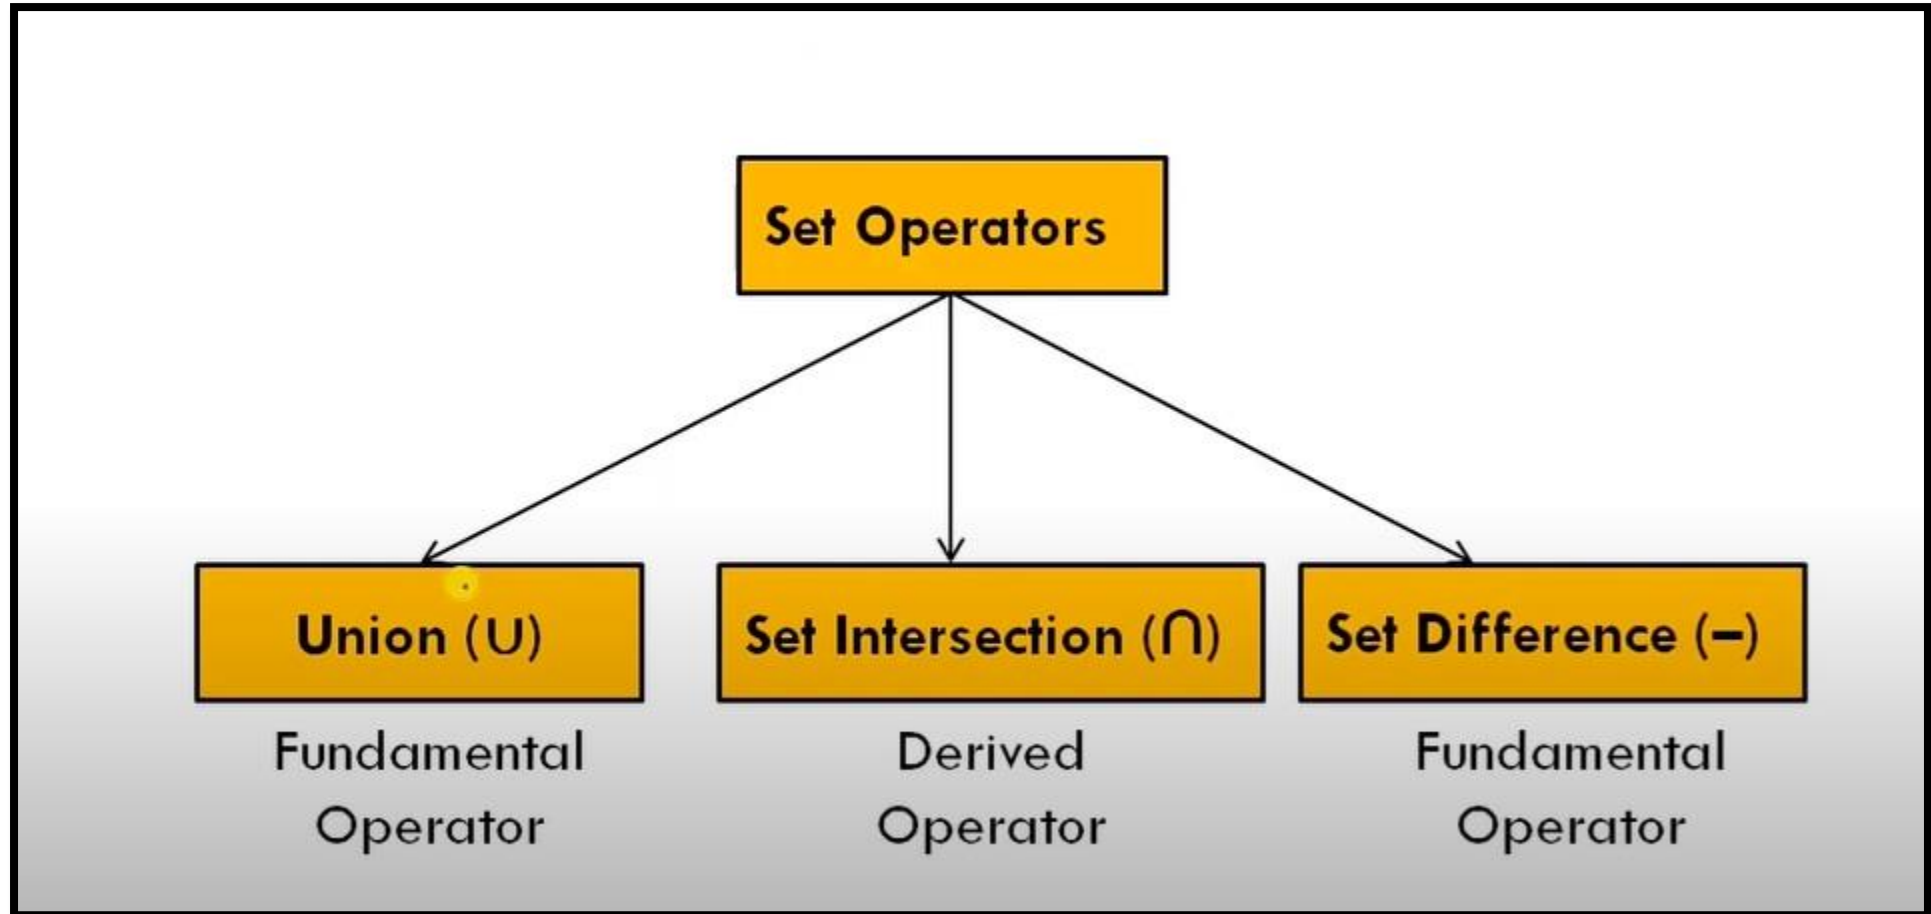 Set Operators
Union (∪)
Set Intersection (∩)
Set Difference (−)
Fundamental
Operator
Derived
Operator
Fundamental
Operator